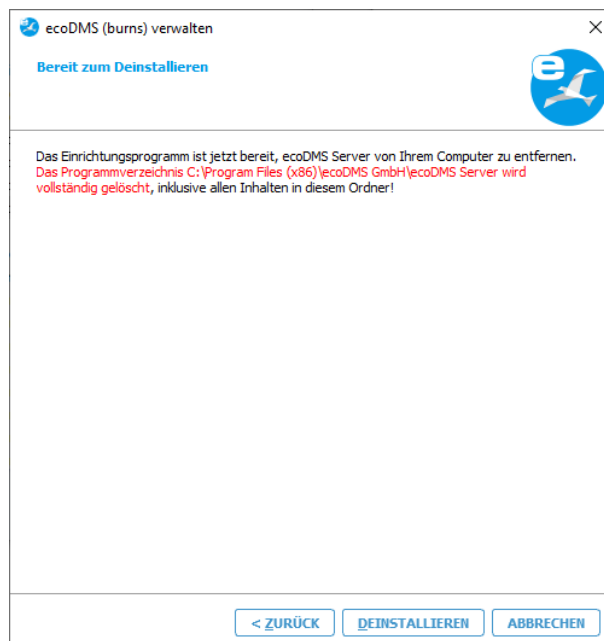 ecoDMS (burns) verwalten
Bereit zum Deinstallieren
e
Das Einrichtungsprogramm ist jetzt bereit, ecoDMS Server von Ihrem Computer zu entfernen.
Das Programmverzeichnis C:\Program Files (x86)\ecoDMS GmbH\ecoDMS Server wird
vollständig gelöscht, inklusive allen Inhalten in diesem Ordner!
< ZURÜCK DEINSTALLIEREN ABBRECHEN